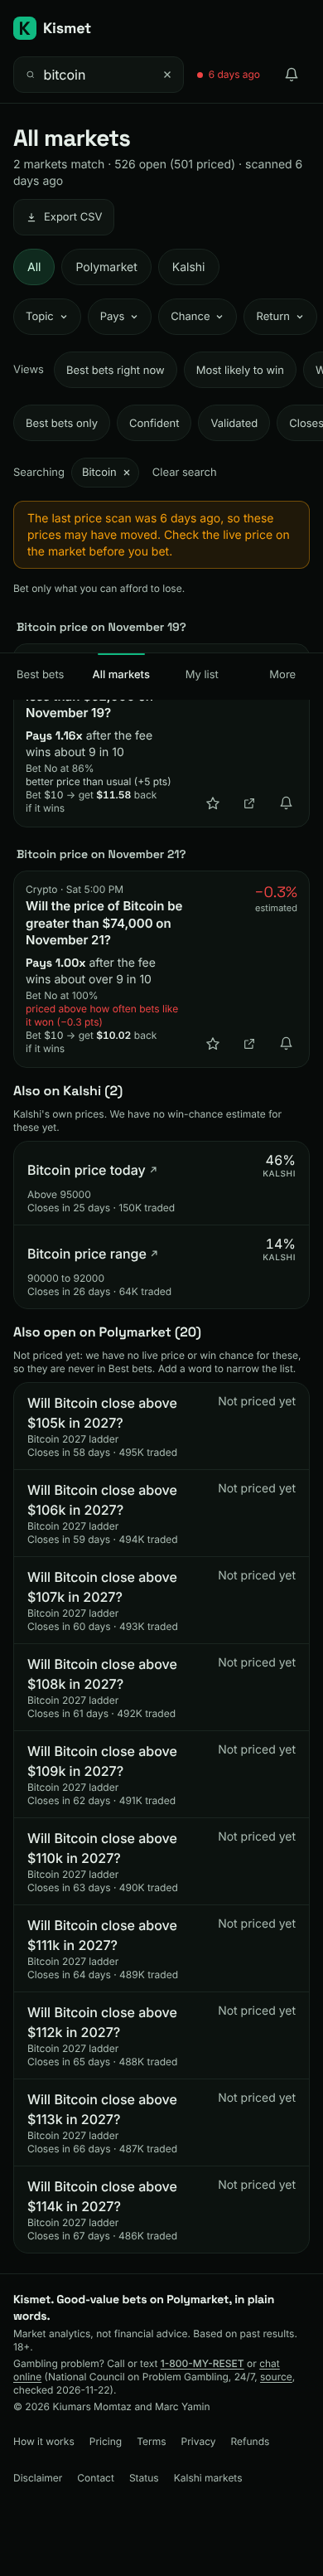 Kismet
bitcoin
6 days ago
All markets
2 markets match · 526 open (501 priced) · scanned 6
days ago
Export CSV
All Polymarket Kalshi
Topic Pays Chance Return
Views Best bets right now Most likely to win W
Best bets only Confident Validated Closes
Searching Bitcoin × Clear search
The last price scan was 6 days ago, so these
prices may have moved. Check the live price on
the market before you bet.
Bet only what you can afford to lose.
Bitcoin price on November 19?
Best bets All markets My list More
November 19?
Pays 1.16x after the fee
wins about 9 in 10
Bet No at 86%
better price than usual (+5 pts)
Bet $10 → get $11.58 back
if it wins
Bitcoin price on November 21?
Crypto · Sat 5:00 PM
−0.3%
estimated
Will the price of Bitcoin be
greater than $74,000 on
November 21?
Pays 1.00x after the fee
wins about over 9 in 10
Bet No at 100%
priced above how often bets like
it won (−0.3 pts)
Bet $10 → get $10.02 back
if it wins
Also on Kalshi (2)
Kalshi's own prices. We have no win-chance estimate for
these yet.
Bitcoin price today ↗
46%
KALSHI
Above 95000
Closes in 25 days · 150K traded
Bitcoin price range ↗
14%
KALSHI
90000 to 92000
Closes in 26 days · 64K traded
Also open on Polymarket (20)
Not priced yet: we have no live price or win chance for these,
so they are never in Best bets. Add a word to narrow the list.
Will Bitcoin close above
$105k in 2027?
Not priced yet
Bitcoin 2027 ladder
Closes in 58 days · 495K traded
Will Bitcoin close above
$106k in 2027?
Not priced yet
Bitcoin 2027 ladder
Closes in 59 days · 494K traded
Will Bitcoin close above
$107k in 2027?
Not priced yet
Bitcoin 2027 ladder
Closes in 60 days · 493K traded
Will Bitcoin close above
$108k in 2027?
Not priced yet
Bitcoin 2027 ladder
Closes in 61 days · 492K traded
Will Bitcoin close above
$109k in 2027?
Not priced yet
Bitcoin 2027 ladder
Closes in 62 days · 491K traded
Will Bitcoin close above
$110k in 2027?
Not priced yet
Bitcoin 2027 ladder
Closes in 63 days · 490K traded
Will Bitcoin close above
$111k in 2027?
Not priced yet
Bitcoin 2027 ladder
Closes in 64 days · 489K traded
Will Bitcoin close above
$112k in 2027?
Not priced yet
Bitcoin 2027 ladder
Closes in 65 days · 488K traded
Will Bitcoin close above
$113k in 2027?
Not priced yet
Bitcoin 2027 ladder
Closes in 66 days · 487K traded
Will Bitcoin close above
$114k in 2027?
Not priced yet
Bitcoin 2027 ladder
Closes in 67 days · 486K traded
Kismet. Good-value bets on Polymarket, in plain
words.
Market analytics, not financial advice. Based on past results.
18+.
Gambling problem? Call or text 1-800-MY-RESET or chat
online (National Council on Problem Gambling, 24/7, source,
checked 2026-11-22).
© 2026 Kiumars Momtaz and Marc Yamin
How it works Pricing Terms Privacy Refunds
Disclaimer Contact Status Kalshi markets